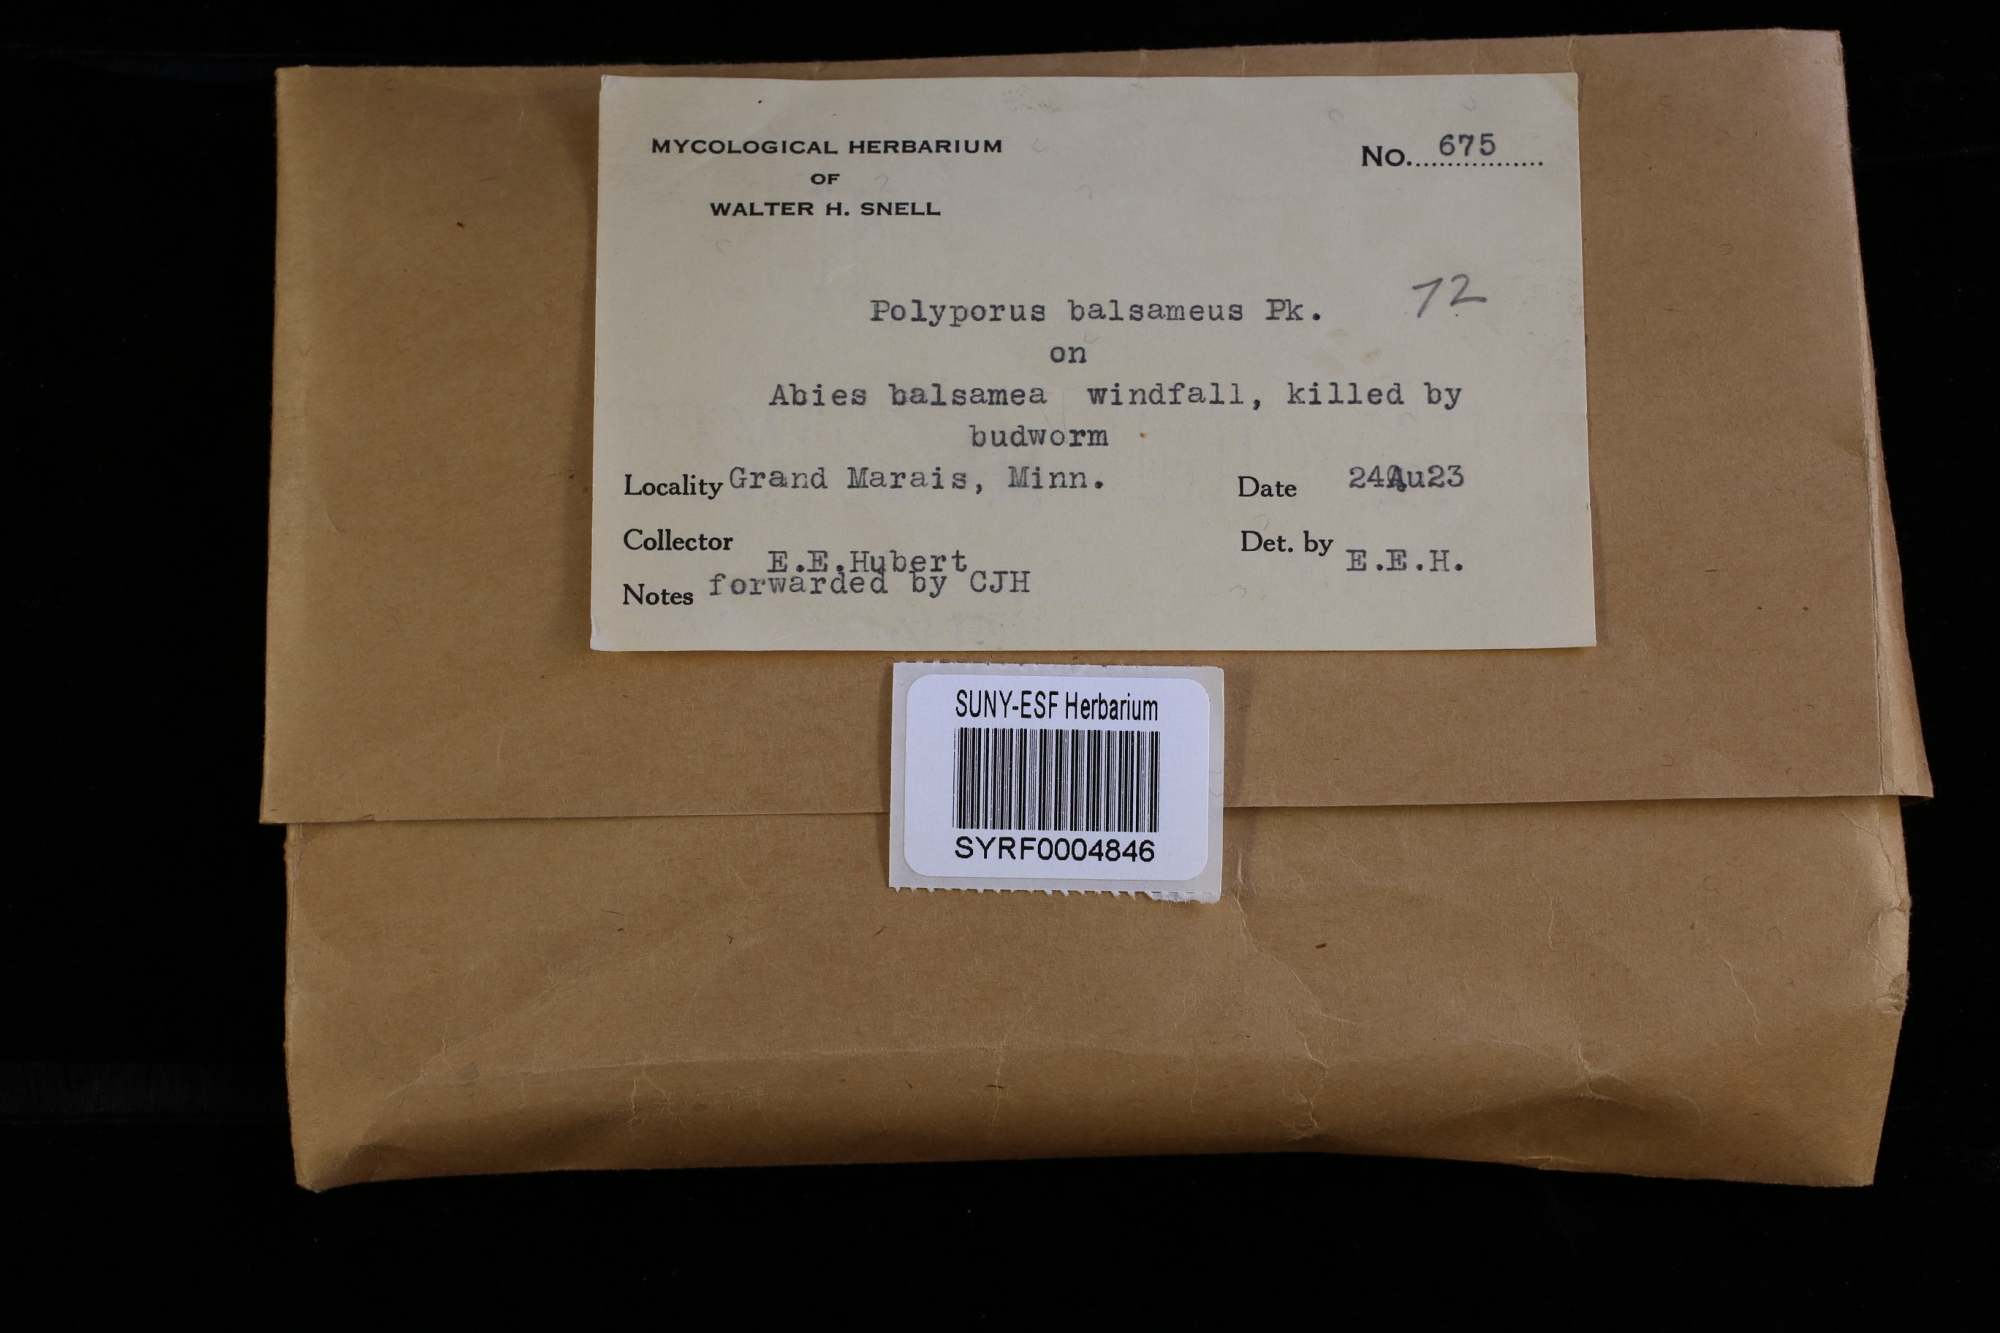 MYCOLOGICAL HERBARIUM
OF
WALTER H. SNELL
No. 675
Polyporus balsameus Pk.
72
on
Abies balsamea windfall, killed by
budworm
Locality Grand Marais, Minn.
Date 24Au23
Collector E.E.Hubert
Det. by E.E.H.
Notes forwarded by CJH
SUNY-ESF Herbarium
SYRF0004846